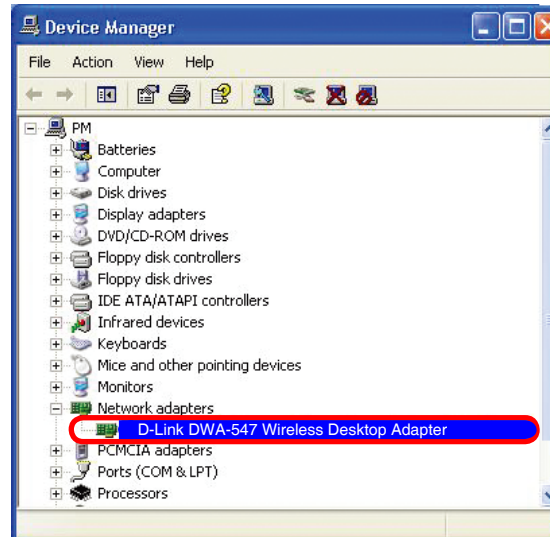 Device Manager
File Action View Help
PM
Batteries
Computer
Disk drives
Display adapters
DVD/CD-ROM drives
Floppy disk controllers
Floppy disk drives
IDE ATA/ATAPI controllers
Infrared devices
Keyboards
Mice and other pointing devices
Monitors
Network adapters
D-Link DWA-547 Wireless Desktop Adapter
PCMCIA adapters
Ports (COM & LPT)
Processors